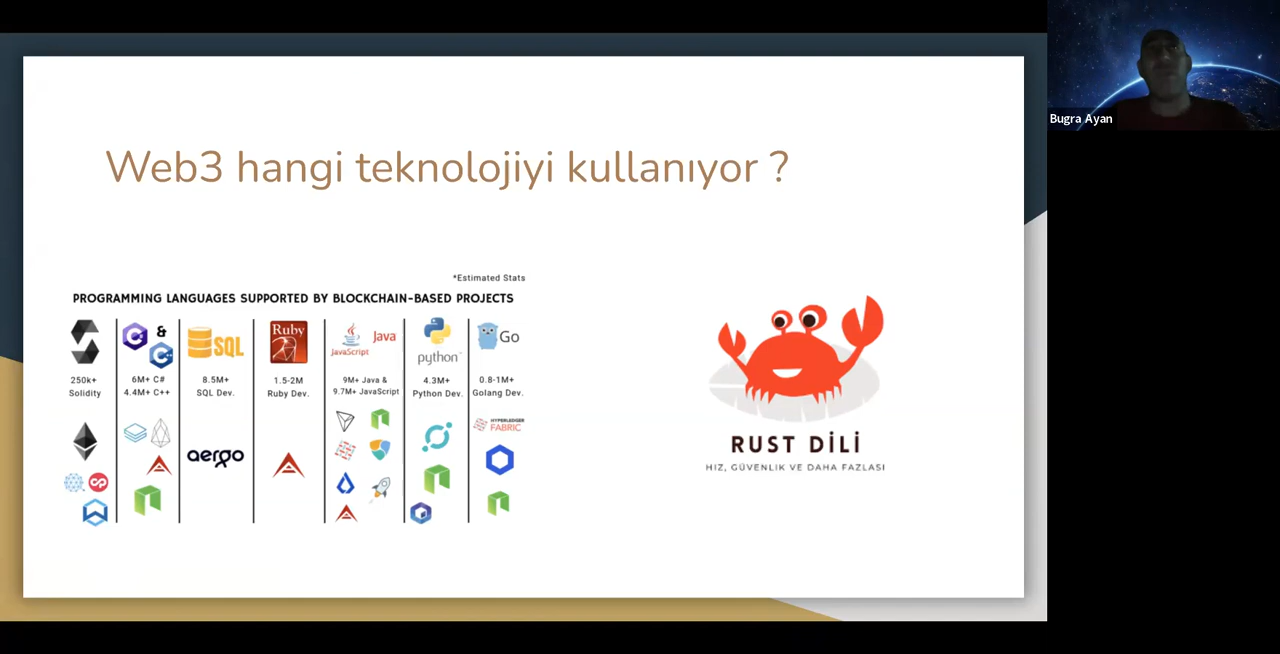 Bugra Ayan
Web3 hangi teknolojiyi kullanıyor ?
*Estimated Stats
PROGRAMMING LANGUAGES SUPPORTED BY BLOCKCHAIN-BASED PROJECTS
250k+
Solidity
&
6M+ C#
4.4M+ C++
SQL
8.5M+
SQL Dev.
aergo
Ruby
1.5-2M
Ruby Dev.
JavaScript
Java
9M+ Java &
9.7M+ JavaScript
python
4.3M+
Python Dev.
Go
0.8-1M+
Golang Dev.
HYPERLEDGER
FABRIC
RUST DİLİ
HIZ, GÜVENLIK VE DAHA FAZLASI